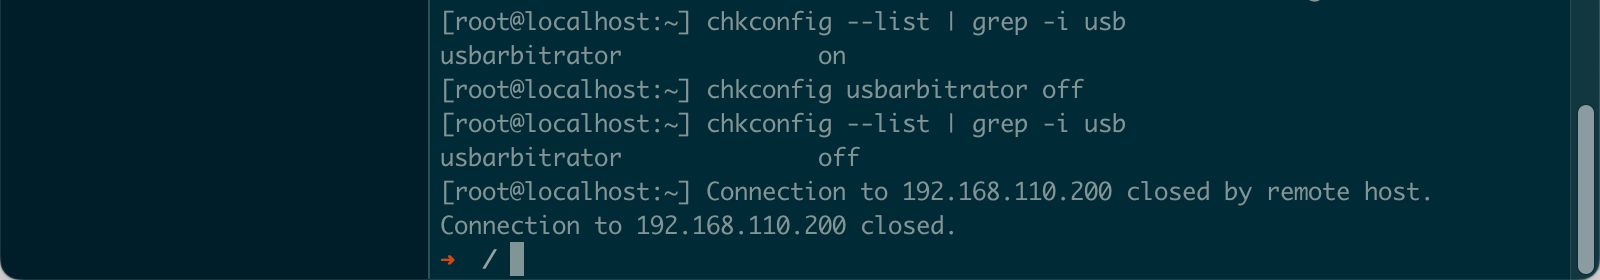 [root@localhost:~] chkconfig --list | grep -i usb
usbarbitrator              on
[root@localhost:~] chkconfig usbarbitrator off
[root@localhost:~] chkconfig --list | grep -i usb
usbarbitrator              off
[root@localhost:~] Connection to 192.168.110.200 closed by remote host.
Connection to 192.168.110.200 closed.
➜  /